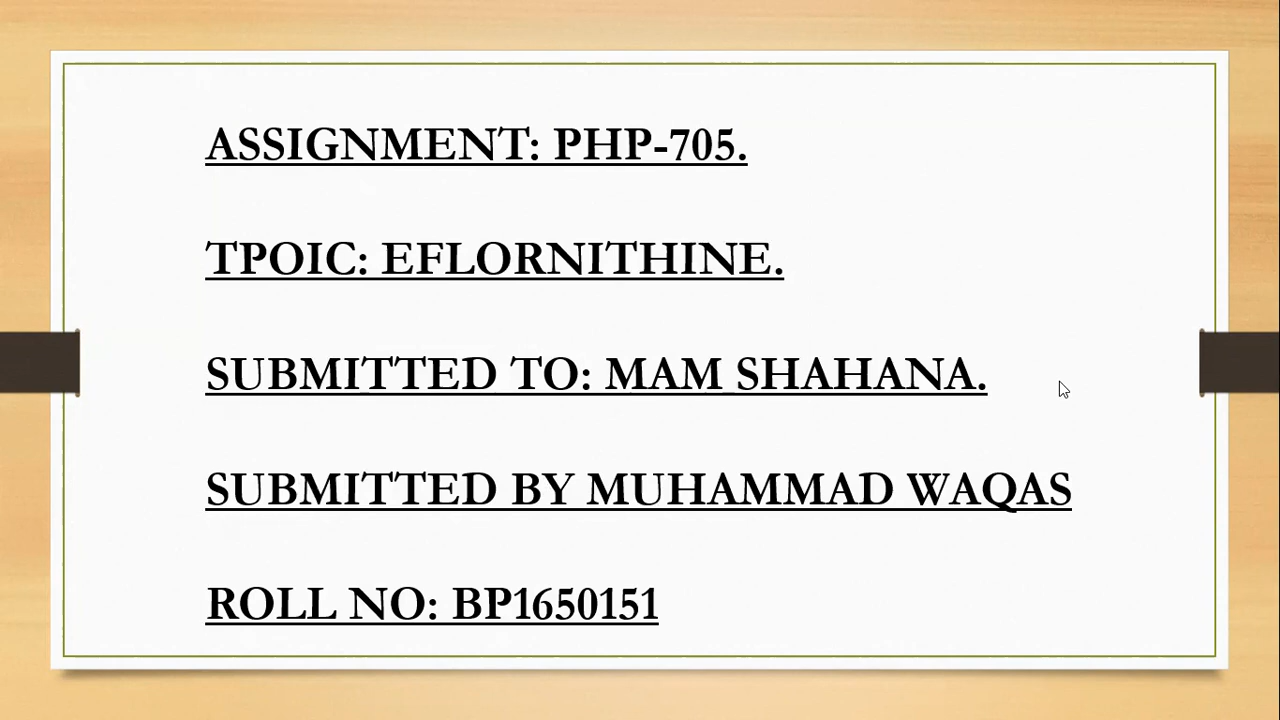 ASSIGNMENT: PHP-705.
TPOIC: EFLORNITHINE.
SUBMITTED TO: MAM SHAHANA.
SUBMITTED BY MUHAMMAD WAQAS
ROLL NO: BP1650151